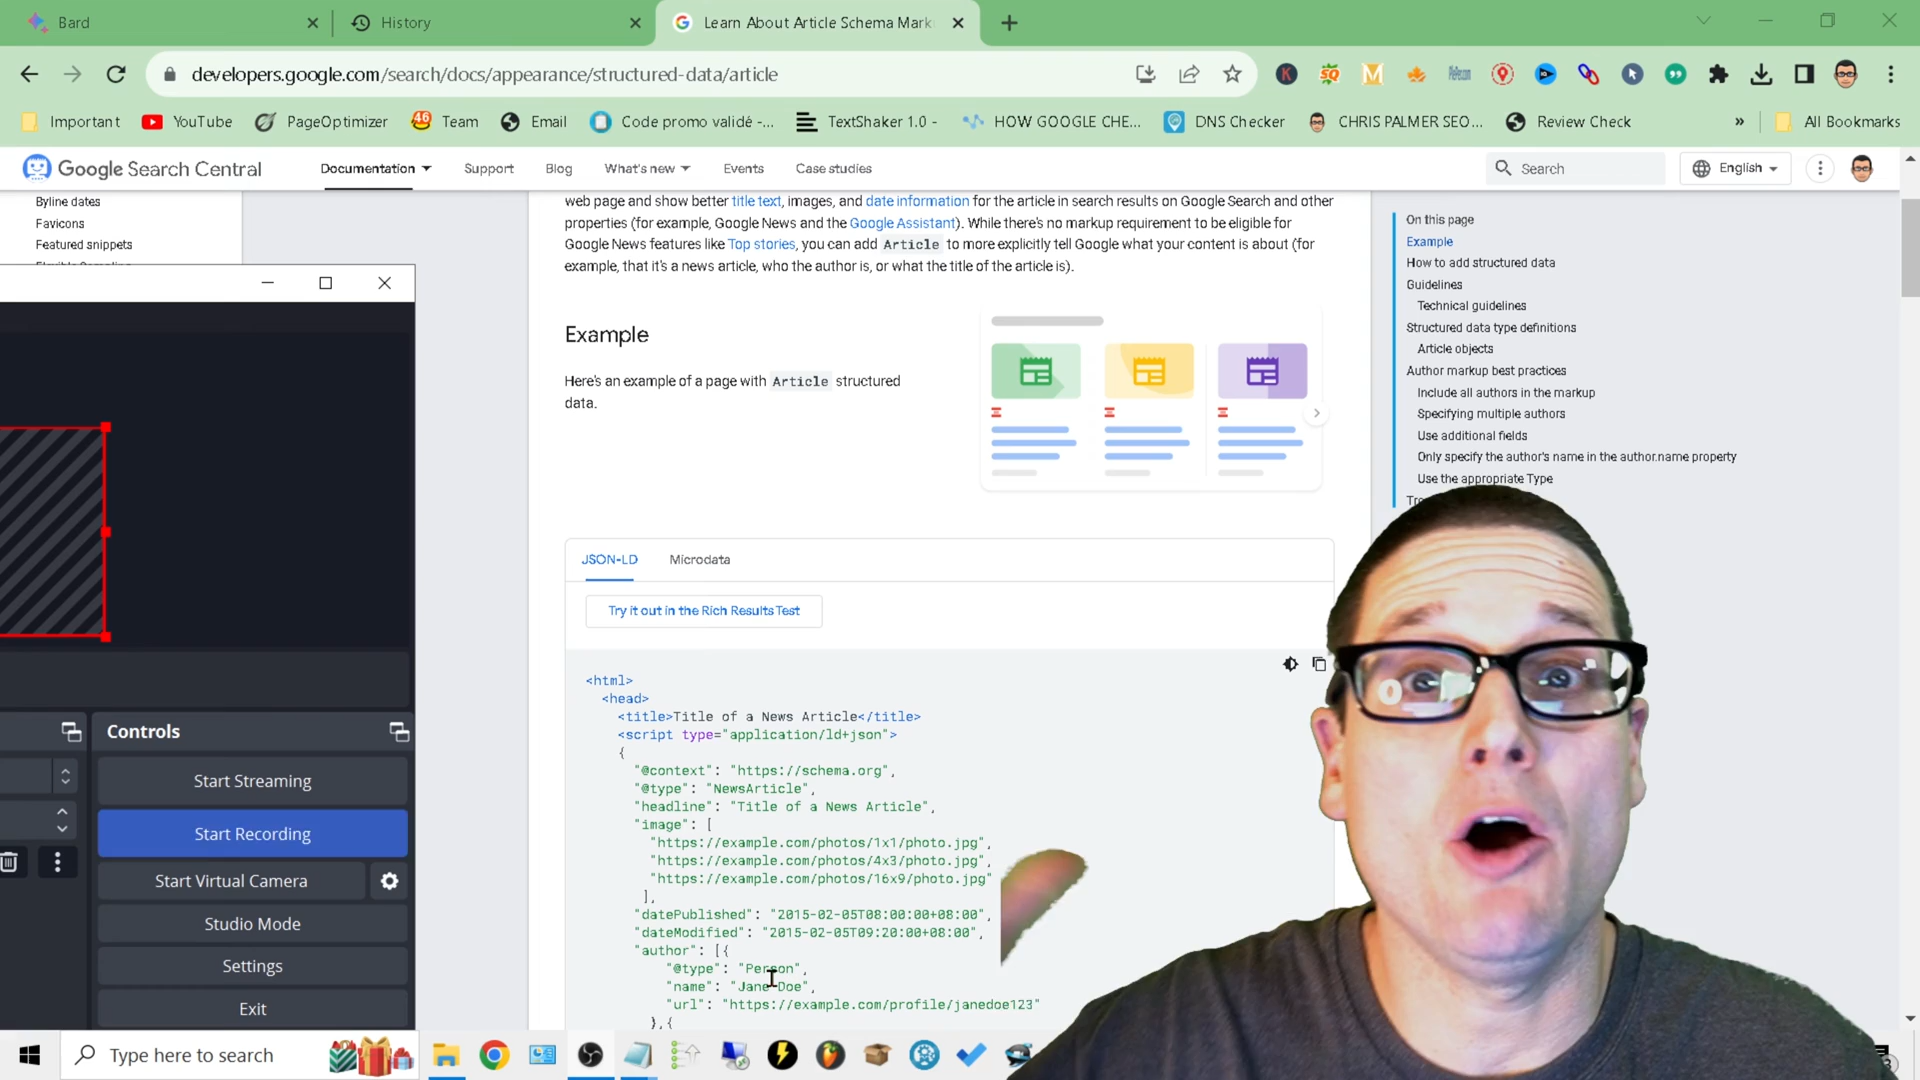 Bard
History
Learn About Article Schema Mark
developers.google.com/search/docs/appearance/structured-data/article
Important
YouTube
PageOptimizer
46
Team
Email
Code promo validé -...
TextShaker 1.0 -
HOW GOOGLE CHE...
DNS Checker
CHRIS PALMER SEO...
Review Check
»
All Bookmarks
Google Search Central
Documentation
Support
Blog
What's new
Events
Case studies
Search
English
Byline dates
Favicons
Featured snippets
web page and show better title text, images, and date information for the article in search results on Google Search and other
properties (for example, Google News and the Google Assistant). While there's no markup requirement to be eligible for
Google News features like Top stories, you can add Article to more explicitly tell Google what your content is about (for
example, that it's a news article, who the author is, or what the title of the article is).
Example
Here's an example of a page with Article structured
data.
On this page
Example
How to add structured data
Guidelines
Technical guidelines
Structured data type definitions
Article objects
Author markup best practices
Include all authors in the markup
Specifying multiple authors
Use additional fields
Only specify the author's name in the author.name property
Use the appropriate Type
JSON-LD
Microdata
Try it out in the Rich Results Test
<html>
<head>
<title>Title of a News Article</title>
<script type="application/ld+json">
{
"@context": "https://schema.org",
"@type": "NewsArticle",
"headline": "Title of a News Article",
"image": [
"https://example.com/photos/1x1/photo.jpg",
"https://example.com/photos/4x3/photo.jpg",
"https://example.com/photos/16x9/photo.jpg"
],
"datePublished": "2015-02-05T08:00:00+08:00",
"dateModified": "2015-02-05T09:20:00+08:00",
"author": [{
"@type": "Person",
"name": "Jane Doe",
"url": "https://example.com/profile/janedoe123"
},{
Controls
Start Streaming
Start Recording
Start Virtual Camera
Studio Mode
Settings
Exit
Type here to search